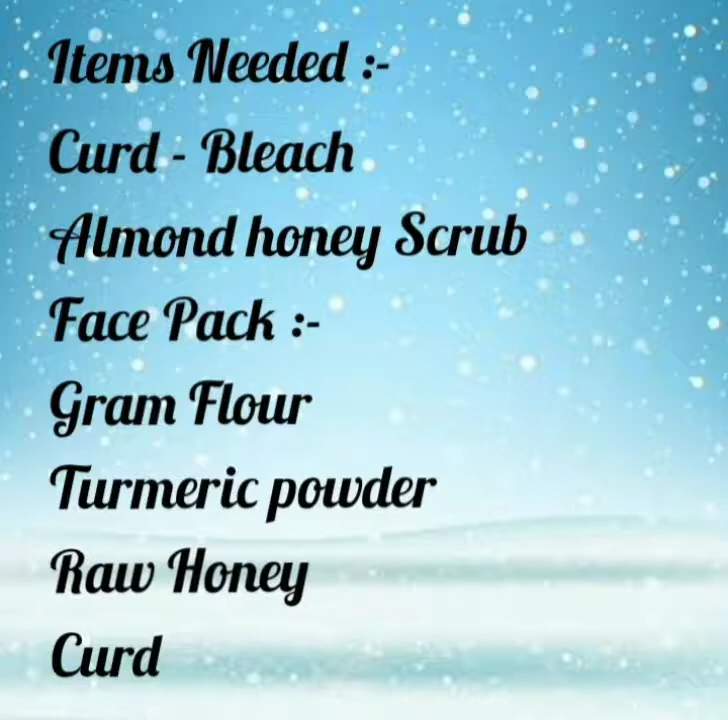 Items Needed :-
Curd - Bleach
Almond honey Scrub
Face Pack :-
Gram Flour
Turmeric powder
Raw Honey
Curd